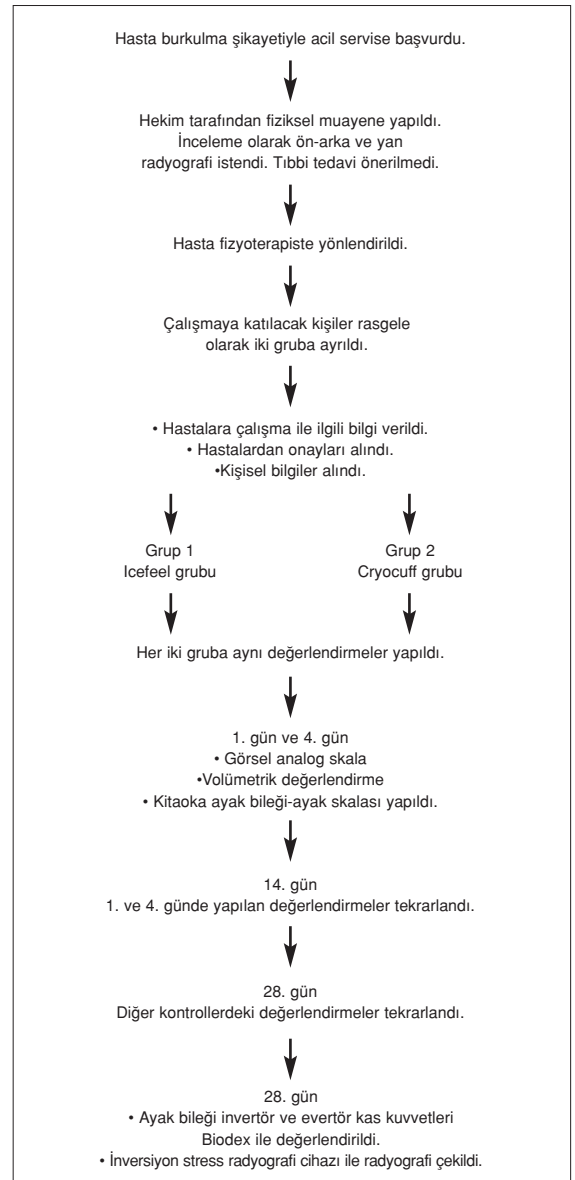 Hasta burkulma şikayetiyle acil servise başvurdu.
Hekim tarafından fiziksel muayene yapıldı.
İnceleme olarak ön-arka ve yan
radyografi istendi. Tıbbi tedavi önerilmedi.
Hasta fizyoterapiste yönlendirildi.
Çalışmaya katılacak kişiler rasgele
olarak iki gruba ayrıldı.
• Hastalara çalışma ile ilgili bilgi verildi.
• Hastalardan onayları alındı.
•Kişisel bilgiler alındı.
Grup 1
Icefeel grubu
Grup 2
Cryocuff grubu
Her iki gruba aynı değerlendirmeler yapıldı.
1. gün ve 4. gün
• Görsel analog skala
•Volümetrik değerlendirme
• Kitaoka ayak bileği-ayak skalası yapıldı.
14. gün
1. ve 4. günde yapılan değerlendirmeler tekrarlandı.
28. gün
Diğer kontrollerdeki değerlendirmeler tekrarlandı.
28. gün
• Ayak bileği invertör ve evertör kas kuvvetleri
Biodex ile değerlendirildi.
• İnversiyon stress radyografi cihazı ile radyografi çekildi.